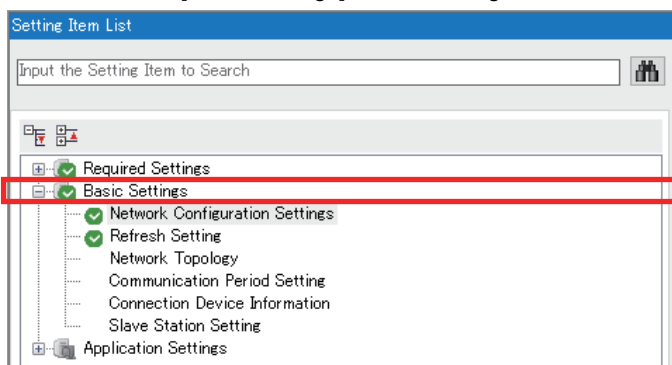 Setting Item List
Input the Setting Item to Search
Required Settings
Basic Settings
Network Configuration Settings
Refresh Setting
Network Topology
Communication Period Setting
Connection Device Information
Slave Station Setting
Application Settings